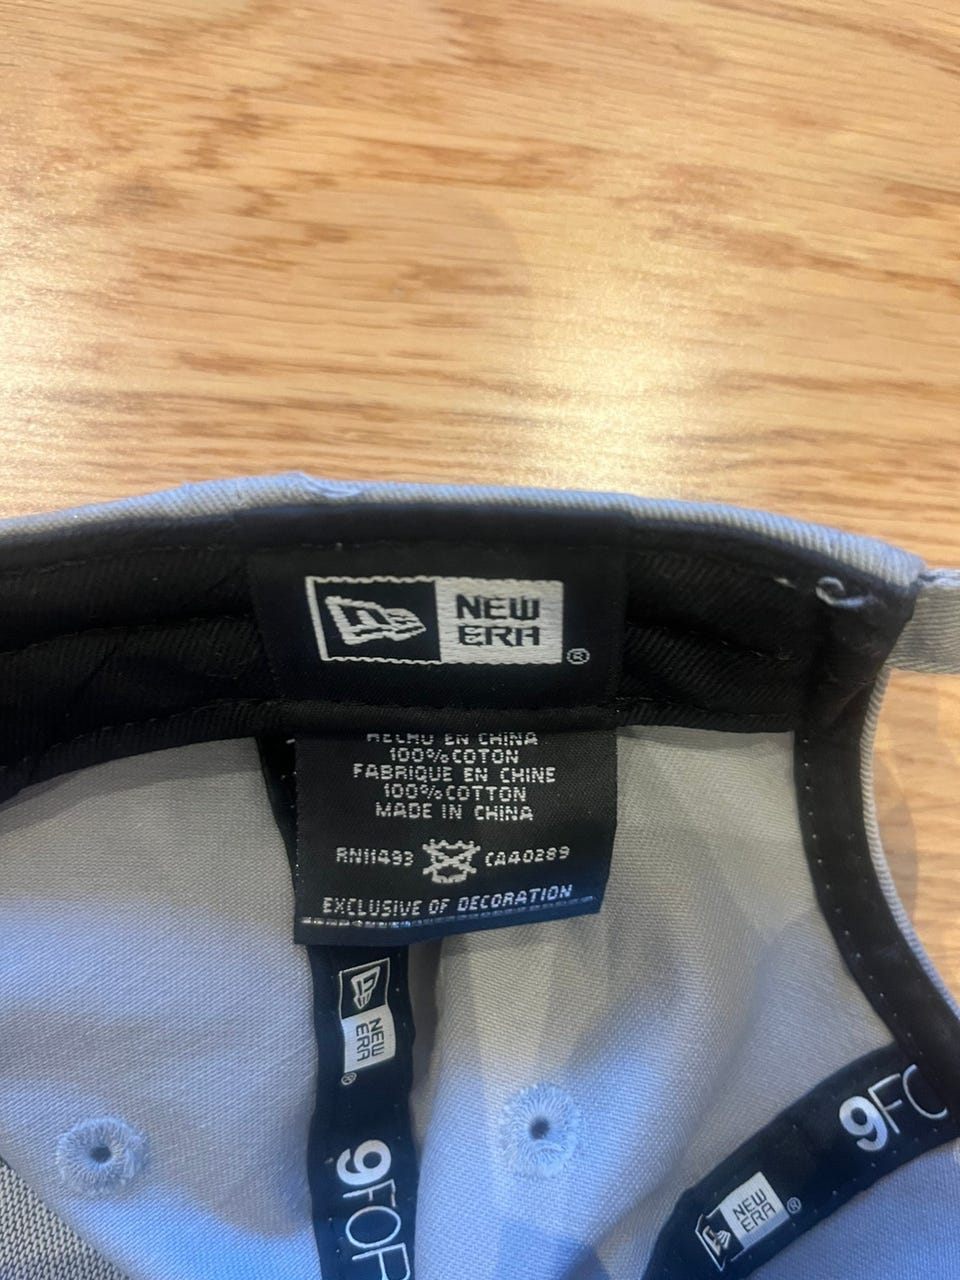 NEW
ERA
®
HECHO EN CHINA
100%COTON
FABRIQUE EN CHINE
100%COTTON
MADE IN CHINA
RN11493 CA40289
EXCLUSIVE OF DECORATION
NEW
ERA
®
9FOR
9FO
NEW
ERA
®